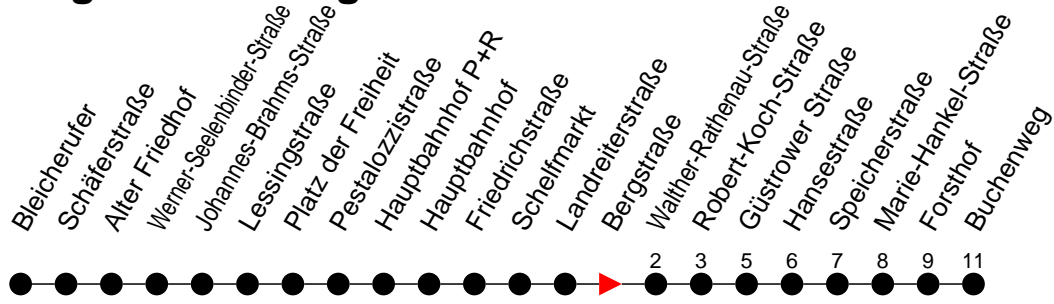 Bleicherufer
Schäferstraße
Alter Friedhof
Werner-Seelenbinder-Straße
Johannes-Brahms-Straße
Lessingstraße
Platz der Freiheit
Pestalozzistraße
Hauptbahnhof P+R
Hauptbahnhof
Friedrichstraße
Schelfmarkt
Landreiterstraße
Bergstraße
Walther-Rathenau-Straße
Robert-Koch-Straße
Güstrower Straße
Hansestraße
Speicherstraße
Marie-Hankel-Straße
Forsthof
Buchenweg
2 3 5 6 7 8 9 11